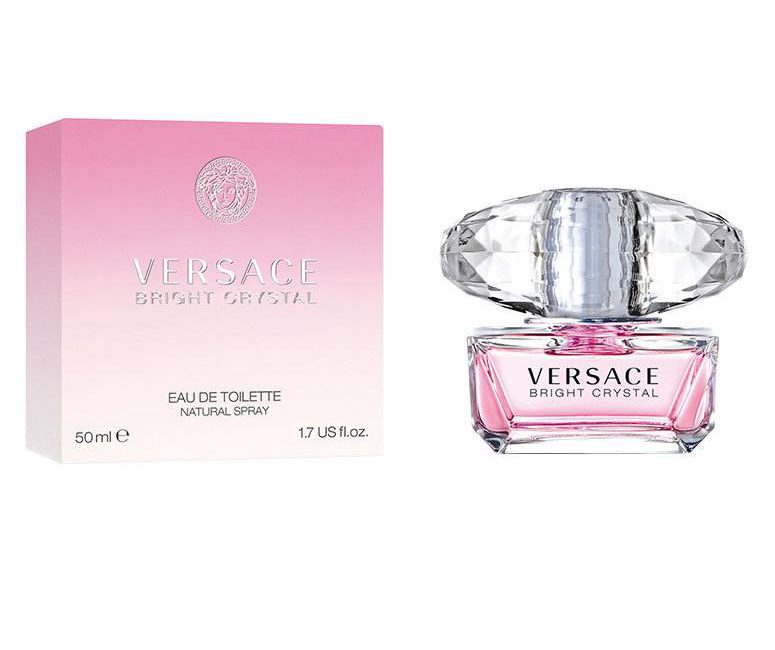 VERSACE
BRIGHT CRYSTAL
EAU DE TOILETTE
NATURAL SPRAY
50 ml ℮
1.7 US fl.oz.
VERSACE
BRIGHT CRYSTAL